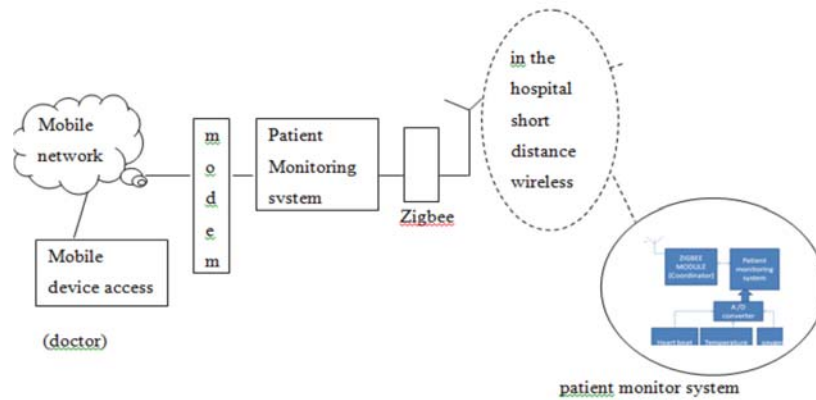 in the
hospital
short
distance
wireless
Mobile
network
m
o
d
e
m
Patient
Monitoring
system
Zigbee
Mobile
device access
(doctor)
ZIGBEE
MODULE
(Coordinator)
Patient
monitoring
system
A/D
converter
Heart beat
Temperature
patient monitor system